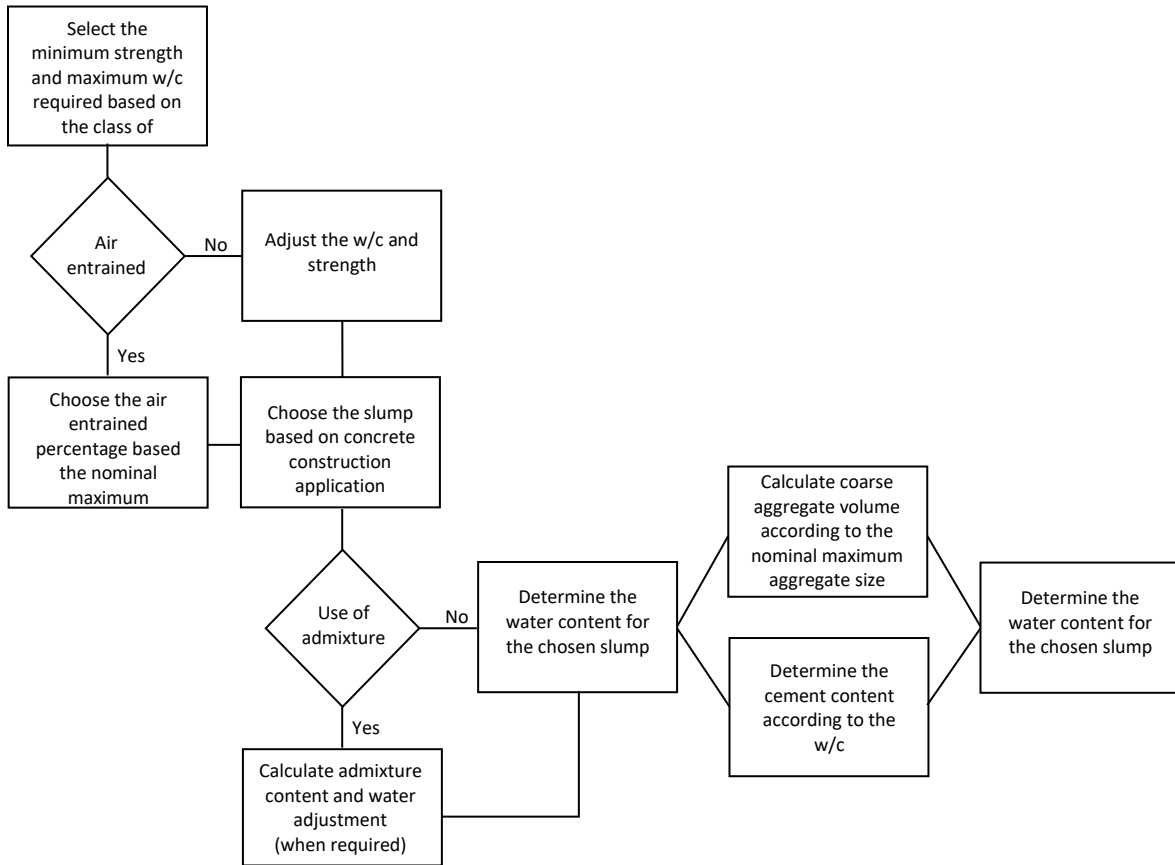 Select the
minimum strength
and maximum w/c
required based on
the class of
Air
entrained
No
Adjust the w/c and
strength
Yes
Choose the air
entrained
percentage based
the nominal
maximum
Choose the slump
based on concrete
construction
application
Use of
admixture
No
Determine the
water content for
the chosen slump
Yes
Calculate admixture
content and water
adjustment
(when required)
Calculate coarse
aggregate volume
according to the
nominal maximum
aggregate size
Determine the
cement content
according to the
w/c
Determine the
water content for
the chosen slump